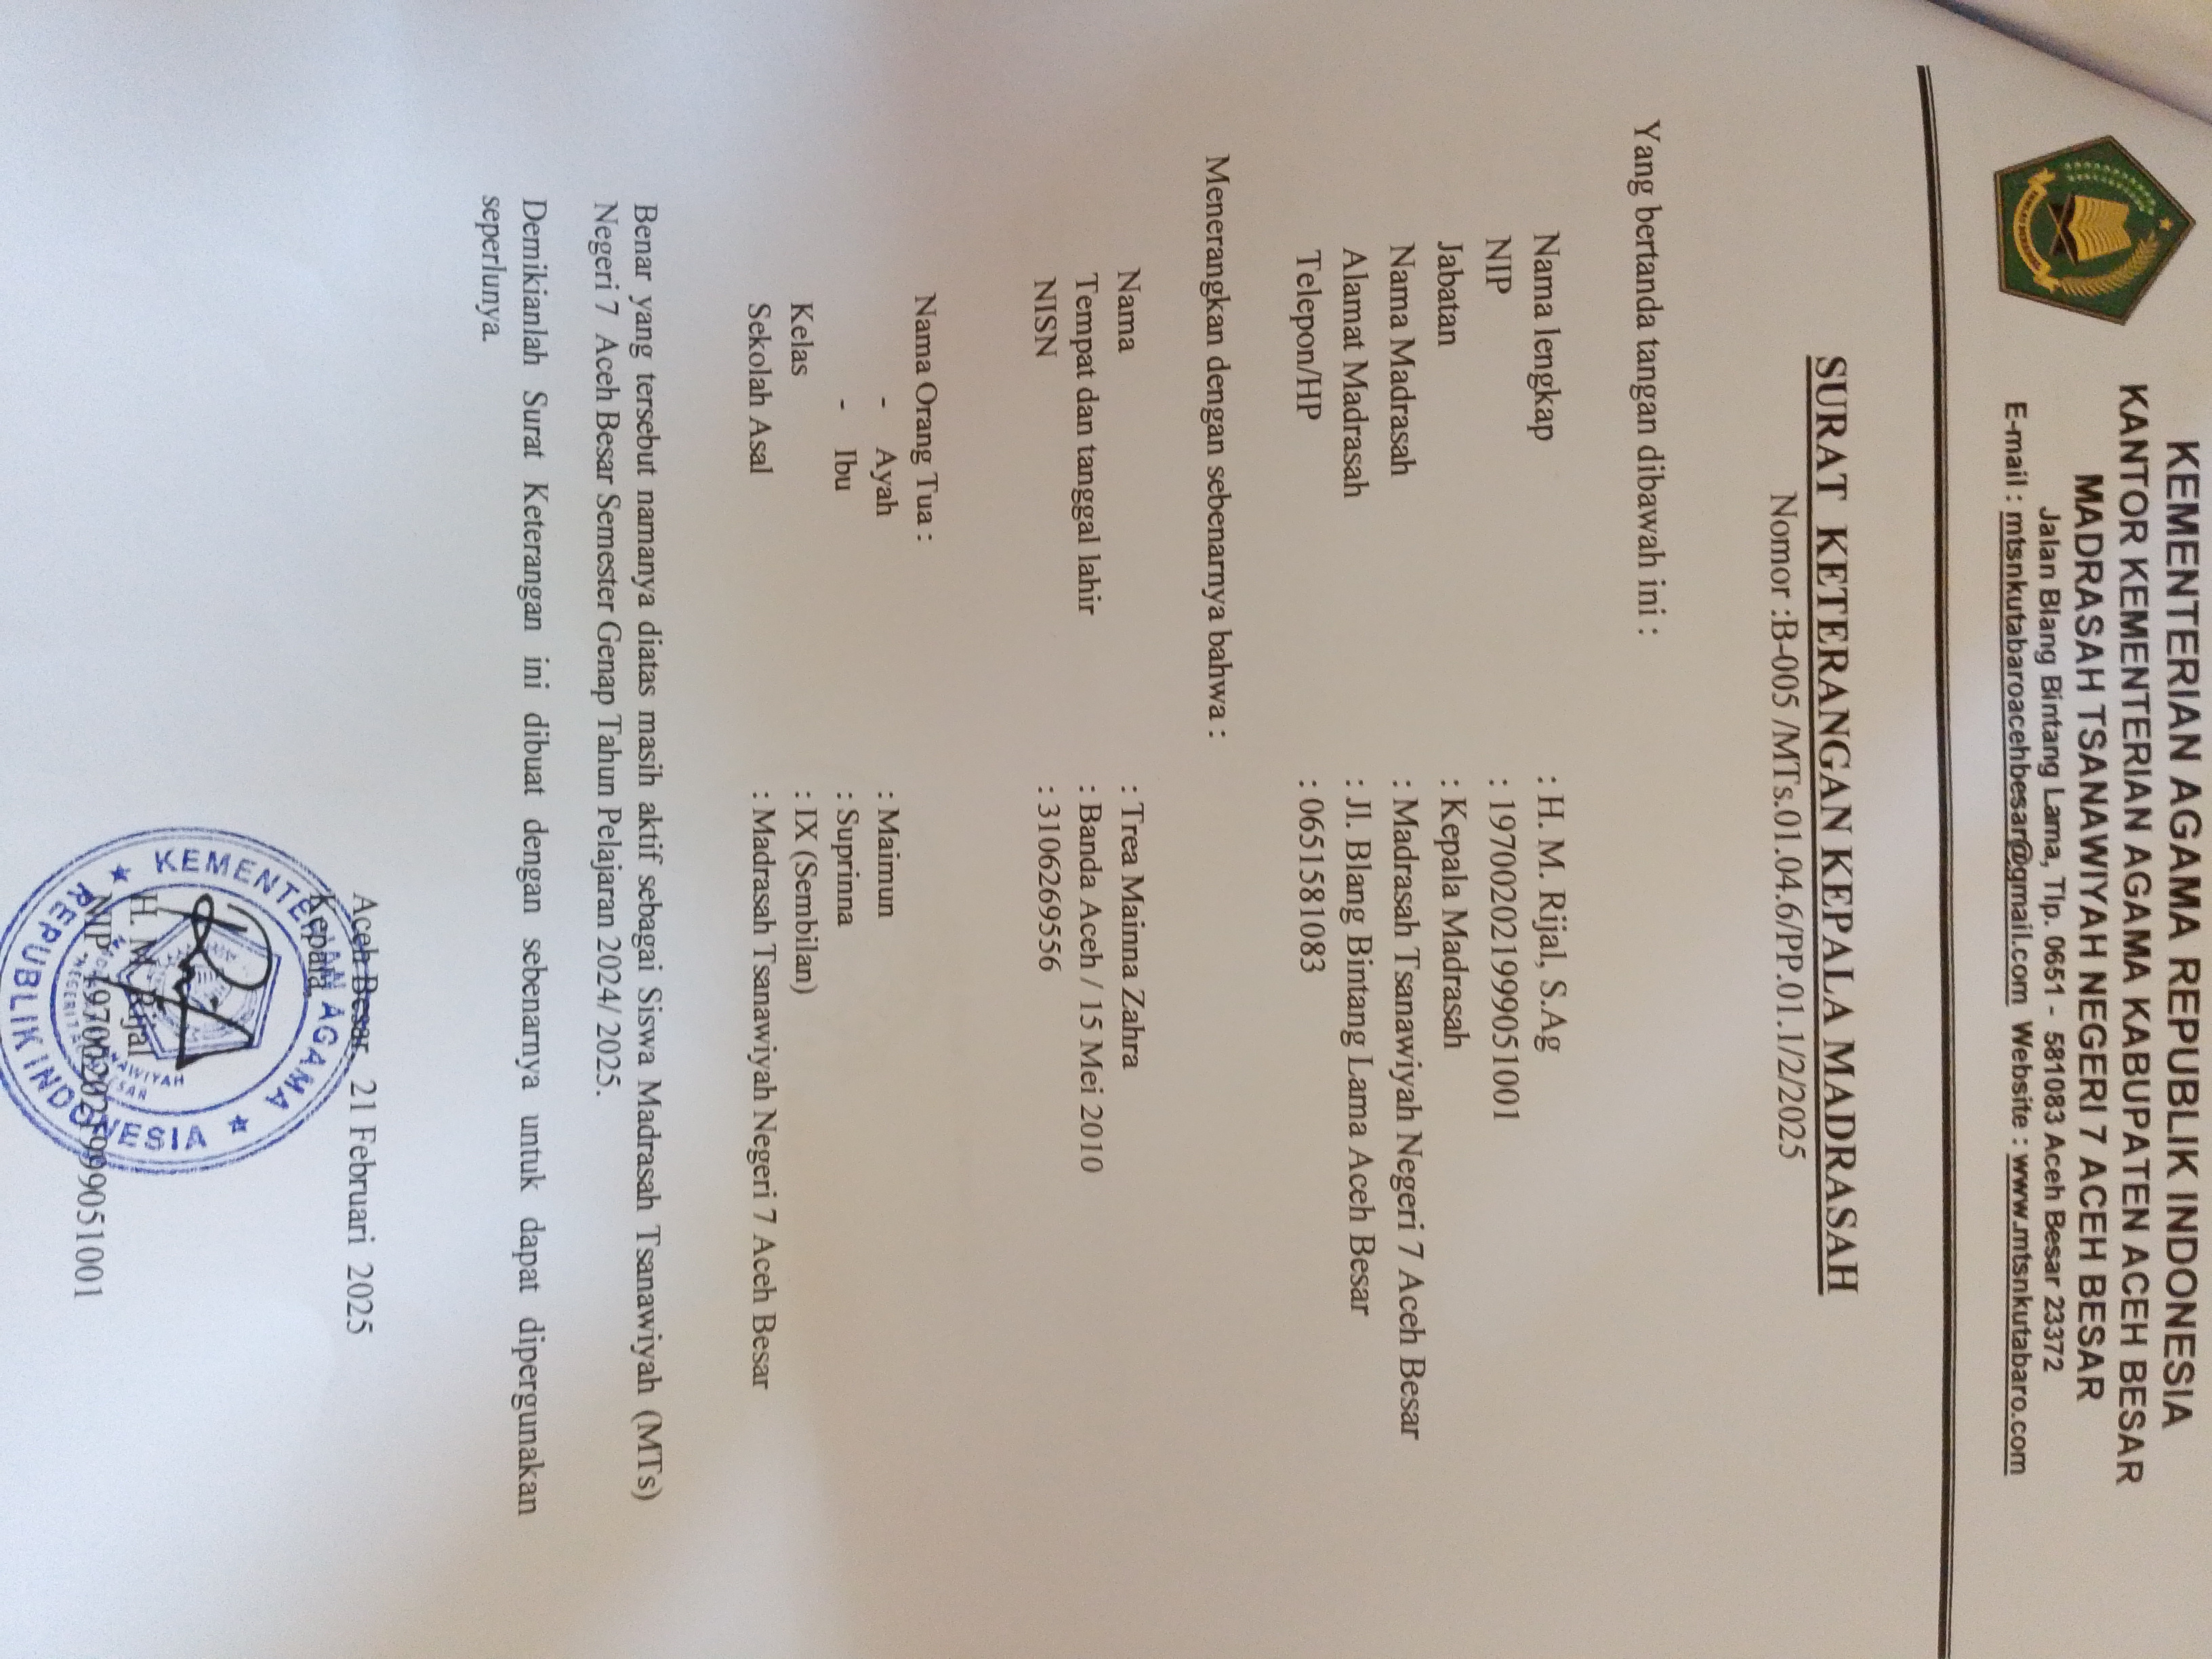 KEMENTERIAN AGAMA REPUBLIK INDONESIA
KANTOR KEMENTERIAN AGAMA KABUPATEN ACEH BESAR
MADRASAH TSANAWIYAH NEGERI 7 ACEH BESAR
Jalan Blang Bintang Lama, Tlp. 0651 - 581083 Aceh Besar 23372
E-mail : mtsnkutabaroacehbesar@gmail.com Website : www.mtsnkutabaro.com
SURAT KETERANGAN KEPALA MADRASAH
Nomor :B-005 /MTs.01.04.6/PP.01.1/2/2025
Yang bertanda tangan dibawah ini :
Nama lengkap : H. M. Rijal, S.Ag
NIP : 197002021999051001
Jabatan : Kepala Madrasah
Nama Madrasah : Madrasah Tsanawiyah Negeri 7 Aceh Besar
Alamat Madrasah : Jl. Blang Bintang Lama Aceh Besar
Telepon/HP : 0651581083
Menerangkan dengan sebenarnya bahwa :
Nama : Trea Mainna Zahra
Tempat dan tanggal lahir : Banda Aceh / 15 Mei 2010
NISN : 3106269556
Nama Orang Tua :
- Ayah : Maimun
- Ibu : Suprinna
Kelas : IX (Sembilan)
Sekolah Asal : Madrasah Tsanawiyah Negeri 7 Aceh Besar
Benar yang tersebut namanya diatas masih aktif sebagai Siswa Madrasah Tsanawiyah (MTs)
Negeri 7 Aceh Besar Semester Genap Tahun Pelajaran 2024/ 2025.
Demikianlah Surat Keterangan ini dibuat dengan sebenarnya untuk dapat dipergunakan
seperlunya.
Aceh Besar, 21 Februari 2025
Kepala,
H. M. Rijal
NIP. 197002021999051001
KEMENTERIAN AGAMA
REPUBLIK INDONESIA